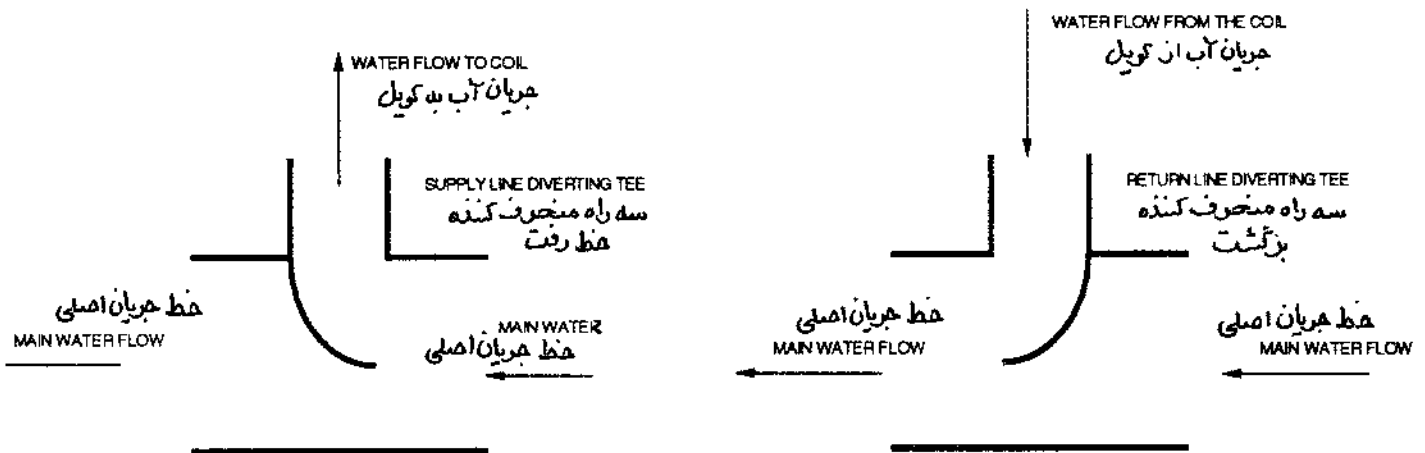 WATER FLOW TO COIL
جریان آب به کویل
SUPPLY LINE DIVERTING TEE
سه راه منحرف کننده
خط رفت
خط جریان اصلی
MAIN WATER FLOW
MAIN WATER
خط جریان اصلی
WATER FLOW FROM THE COIL
جریان آب از کویل
RETURN LINE DIVERTING TEE
سه راه منحرف کننده
برگشت
خط جریان اصلی
MAIN WATER FLOW
خط جریان اصلی
MAIN WATER FLOW